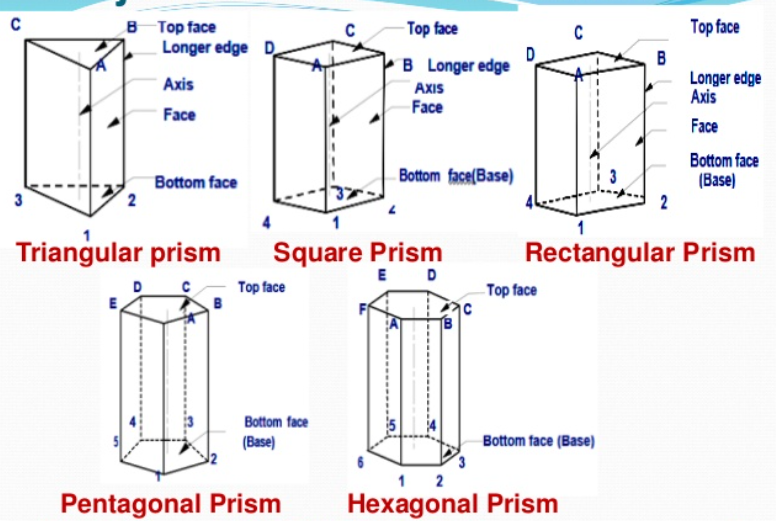 C
B
Top face
Longer edge
A
Axis
Face
Bottom face
3
2
1
Triangular prism
C
Top face
D
A
B
Longer edge
Axis
Face
Bottom face(Base)
3
4
1
Square Prism
C
Top face
D
B
A
Longer edge
Axis
Face
Bottom face
(Base)
3
4
2
1
Rectangular Prism
D
C
Top face
E
B
A
4
3
Bottom face
(Base)
5
2
1
Pentagonal Prism
E
D
Top face
F
C
A
B
5
4
Bottom face (Base)
6
3
1
2
Hexagonal Prism